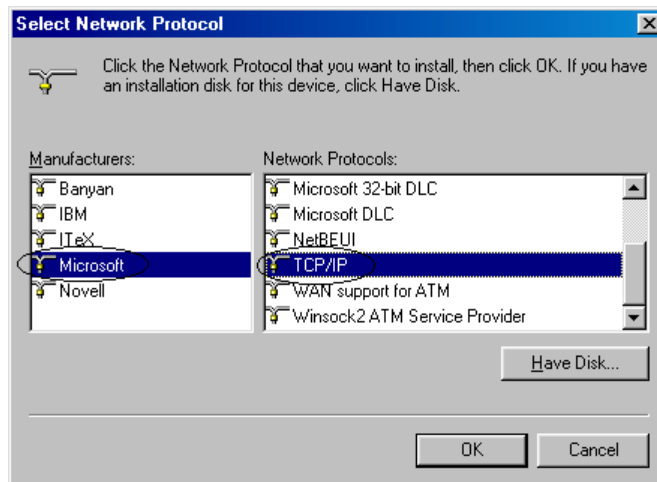 Select Network Protocol
Click the Network Protocol that you want to install, then click OK. If you have
an installation disk for this device, click Have Disk.
Manufacturers:
Banyan
IBM
ITeX
Microsoft
Novell
Network Protocols:
Microsoft 32-bit DLC
Microsoft DLC
NetBEUI
TCP/IP
WAN support for ATM
Winsock2 ATM Service Provider
Have Disk...
OK
Cancel